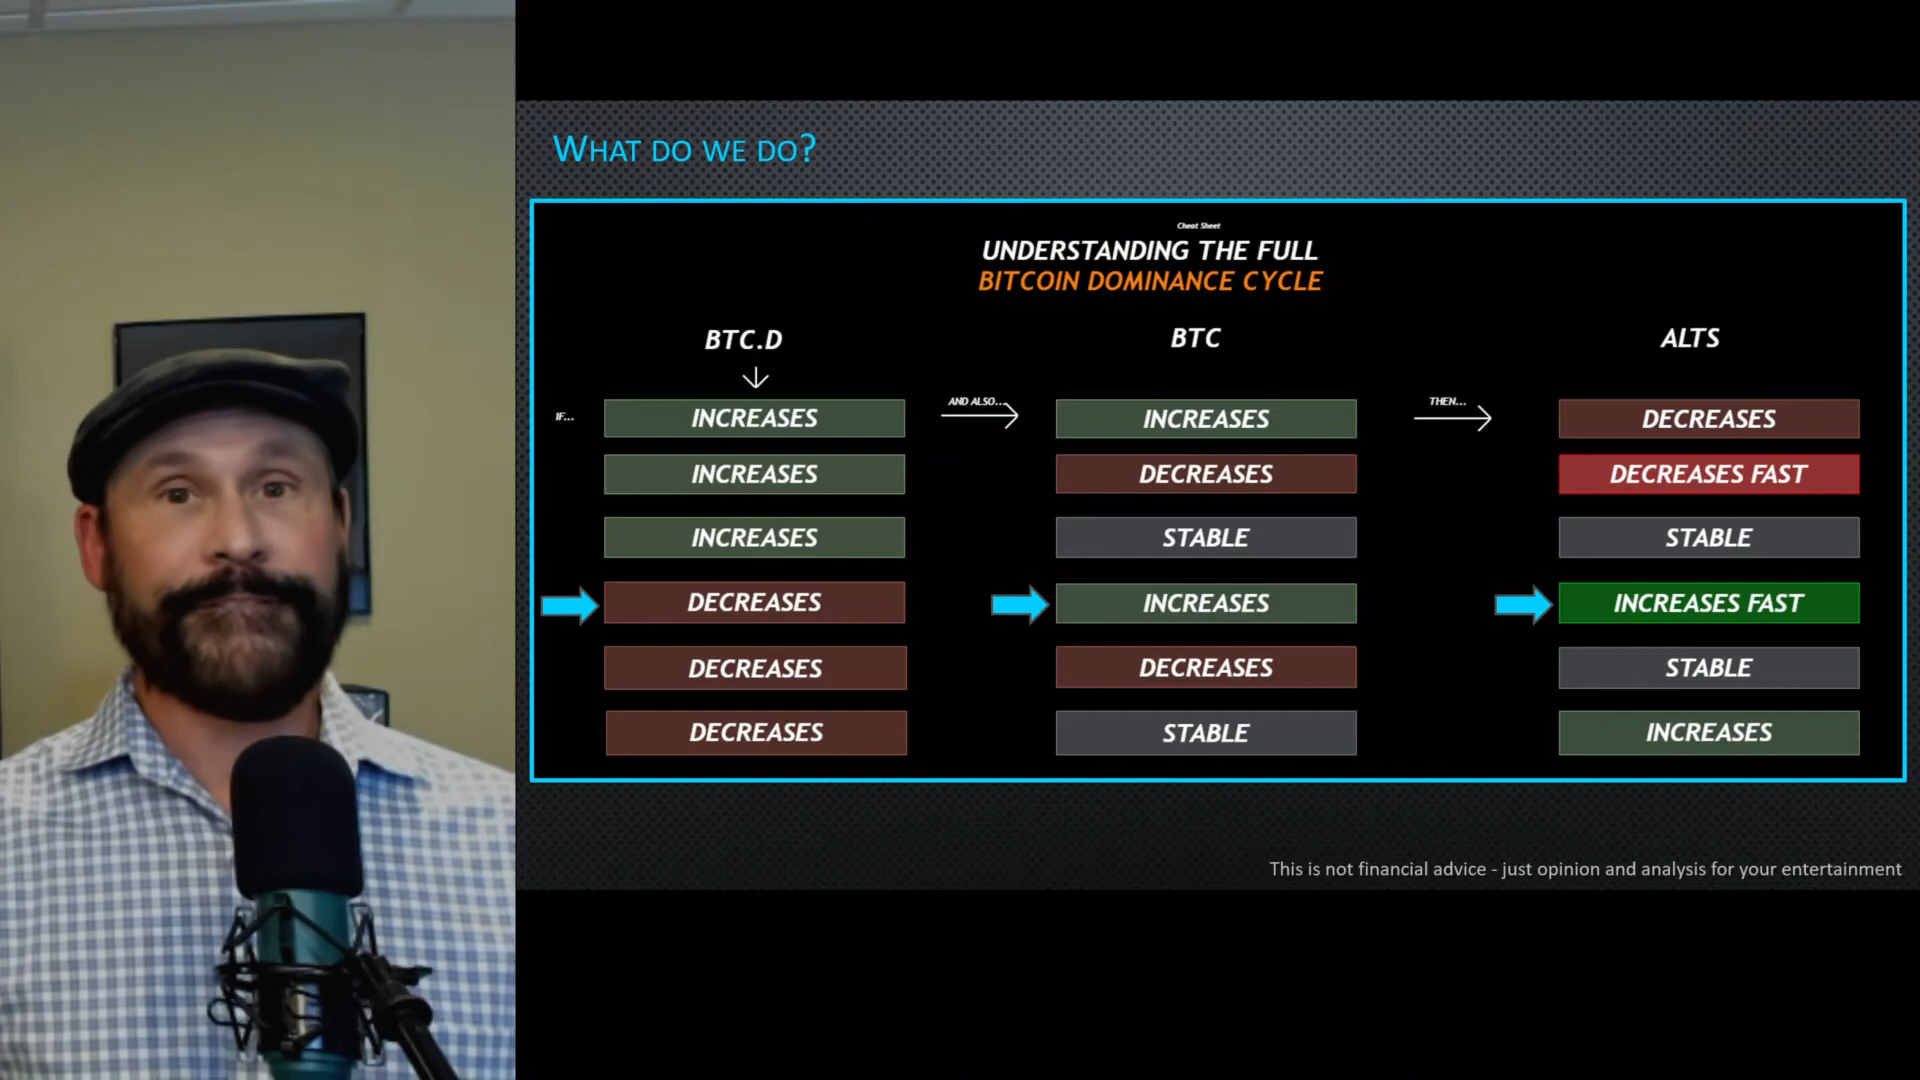 WHAT DO WE DO?
Cheat Sheet
UNDERSTANDING THE FULL
BITCOIN DOMINANCE CYCLE
BTC.D BTC ALTS
IF... INCREASES AND ALSO... INCREASES THEN... DECREASES
INCREASES DECREASES DECREASES FAST
INCREASES STABLE STABLE
DECREASES INCREASES INCREASES FAST
DECREASES DECREASES STABLE
DECREASES STABLE INCREASES
This is not financial advice - just opinion and analysis for your entertainment